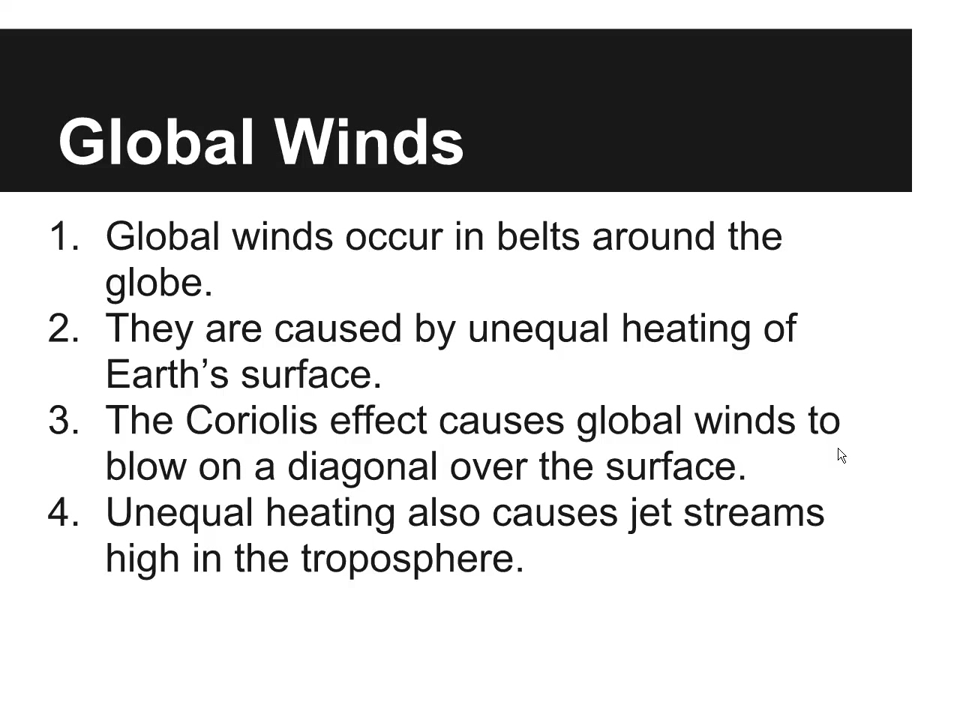 Global Winds
1. Global winds occur in belts around the
globe.
2. They are caused by unequal heating of
Earth’s surface.
3. The Coriolis effect causes global winds to
blow on a diagonal over the surface.
4. Unequal heating also causes jet streams
high in the troposphere.